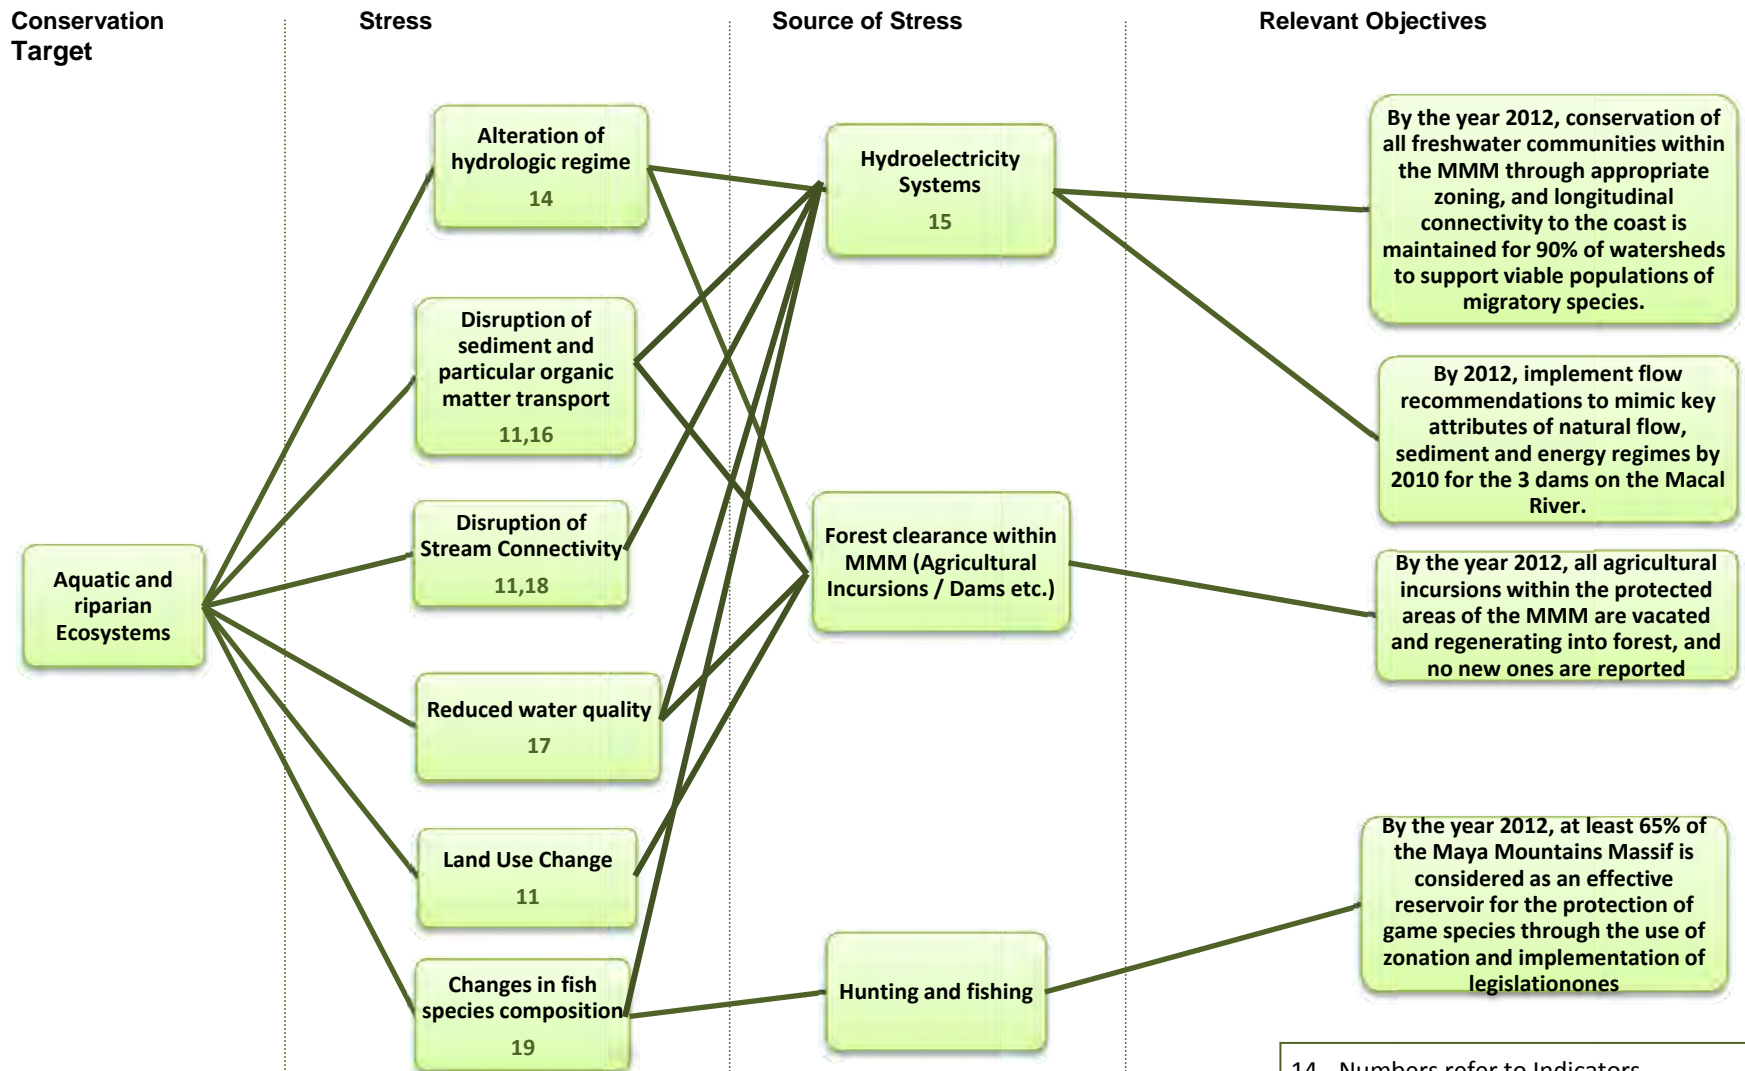 Conservation
Target
Stress
Source of Stress
Relevant Objectives
Aquatic and
riparian
Ecosystems
Alteration of
hydrologic regime
14
Disruption of
sediment and
particular organic
matter transport
11,16
Disruption of
Stream Connectivity
11,18
Reduced water quality
17
Land Use Change
11
Changes in fish
species composition
19
Hydroelectricity
Systems
15
Forest clearance within
MMM (Agricultural
Incursions / Dams etc.)
Hunting and fishing
By the year 2012, conservation of
all freshwater communities within
the MMM through appropriate
zoning, and longitudinal
connectivity to the coast is
maintained for 90% of watersheds
to support viable populations of
migratory species.
By 2012, implement flow
recommendations to mimic key
attributes of natural flow,
sediment and energy regimes by
2010 for the 3 dams on the Macal
River.
By the year 2012, all agricultural
incursions within the protected
areas of the MMM are vacated
and regenerating into forest, and
no new ones are reported
By the year 2012, at least 65% of
the Maya Mountains Massif is
considered as an effective
reservoir for the protection of
game species through the use of
zonation and implementation of
legislationones
14 Numbers refer to Indicators